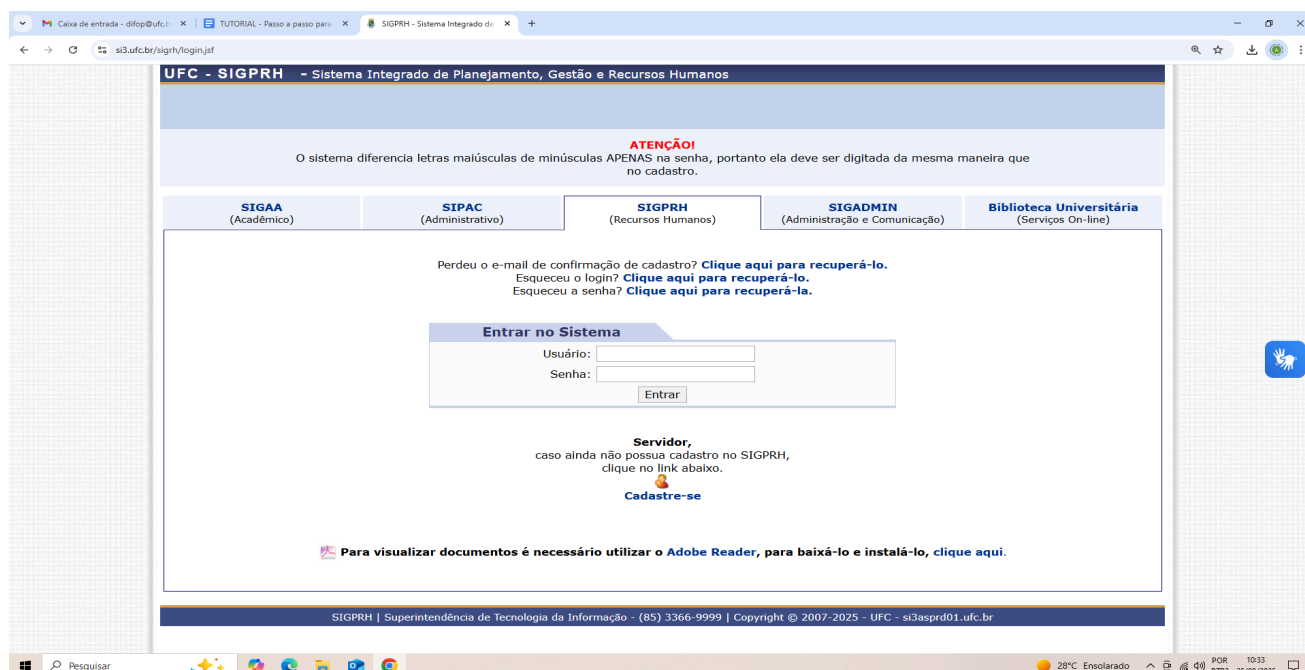 Caixa de entrada - difop@ufc.b
TUTORIAL - Passo a passo para
SIGPRH - Sistema Integrado de
si3.ufc.br/sigrh/login.jsf
UFC - SIGPRH - Sistema Integrado de Planejamento, Gestão e Recursos Humanos
ATENÇÃO!
O sistema diferencia letras maiúsculas de minúsculas APENAS na senha, portanto ela deve ser digitada da mesma maneira que
no cadastro.
SIGAA
(Acadêmico)
SIPAC
(Administrativo)
SIGPRH
(Recursos Humanos)
SIGADMIN
(Administração e Comunicação)
Biblioteca Universitária
(Serviços On-line)
Perdeu o e-mail de confirmação de cadastro? Clique aqui para recuperá-lo.
Esqueceu o login? Clique aqui para recuperá-lo.
Esqueceu a senha? Clique aqui para recuperá-la.
Entrar no Sistema
Usuário:
Senha:
Entrar
Servidor,
caso ainda não possua cadastro no SIGPRH,
clique no link abaixo.
Cadastre-se
Para visualizar documentos é necessário utilizar o Adobe Reader, para baixá-lo e instalá-lo, clique aqui.
SIGPRH | Superintendência de Tecnologia da Informação - (85) 3366-9999 | Copyright © 2007-2025 - UFC - si3asprd01.ufc.br
Pesquisar
28°C Ensolarado
POR
10:33